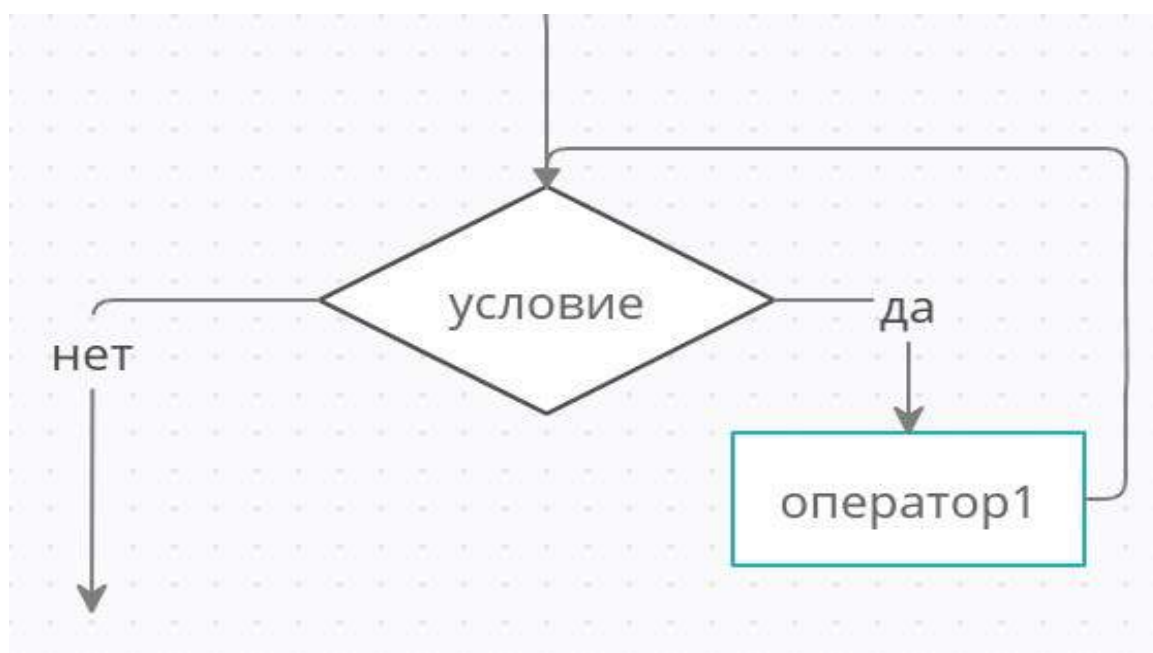 условие
да
нет
оператор1